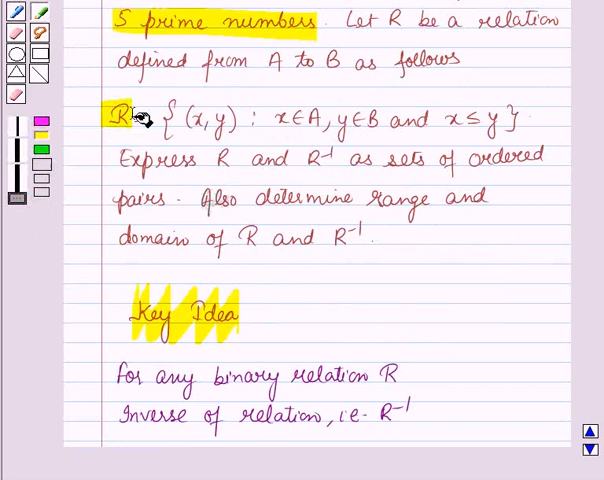 5 prime numbers. Let R be a relation
defined from A to B as follows
R = {(x, y) : x∈A, y∈B and x≤y}.
Express R and R⁻¹ as sets of ordered
pairs. Also determine range and
domain of R and R⁻¹.
Key Idea
For any binary relation R
Inverse of relation, i.e. R⁻¹